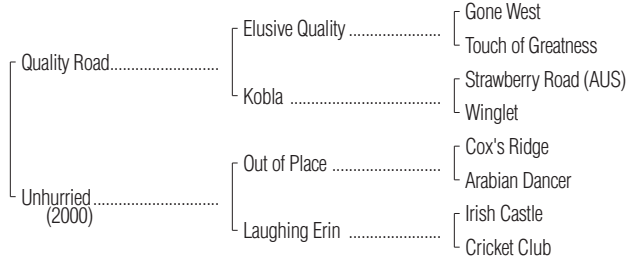 Gone West
Elusive Quality ......................
Touch of Greatness
Quality Road..........................
Strawberry Road (AUS)
Kobla ....................................
Winglet
Cox's Ridge
Out of Place ..........................
Arabian Dancer
Unhurried..............................
(2000)
Irish Castle
Laughing Erin ......................
Cricket Club